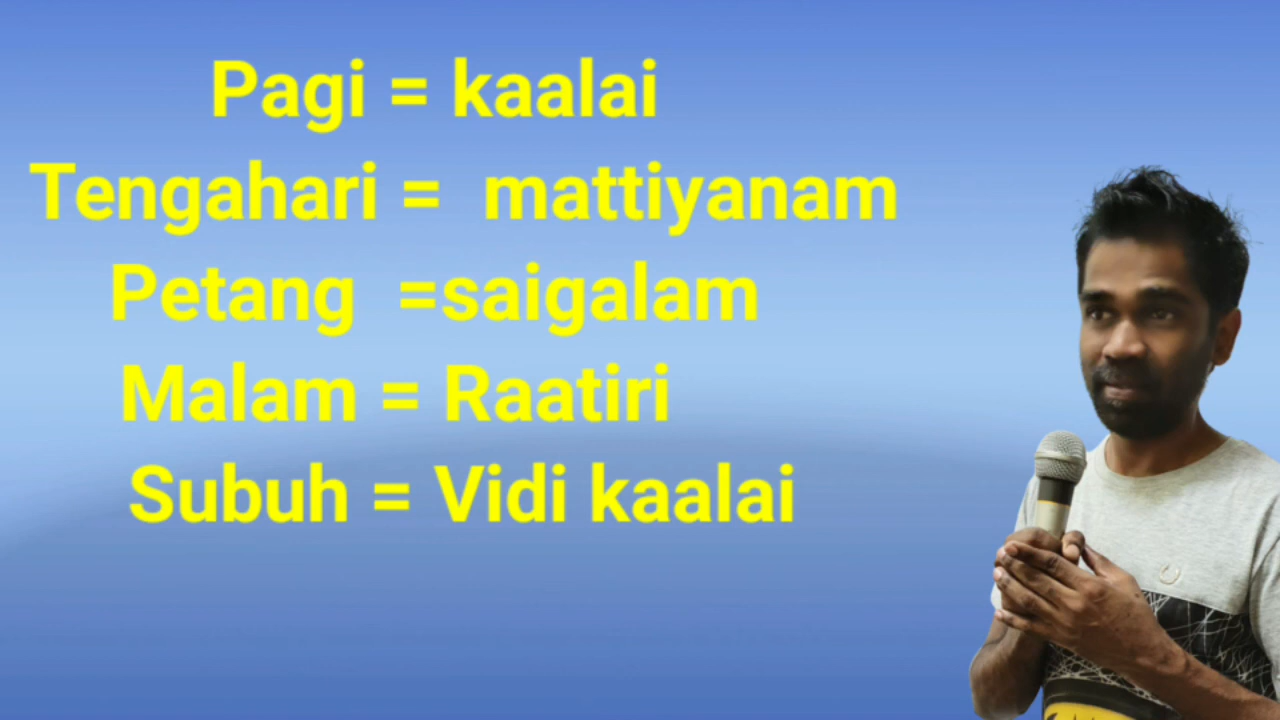 Pagi = kaalai
Tengahari = mattiyanam
Petang =saigalam
Malam = Raatiri
Subuh = Vidi kaalai